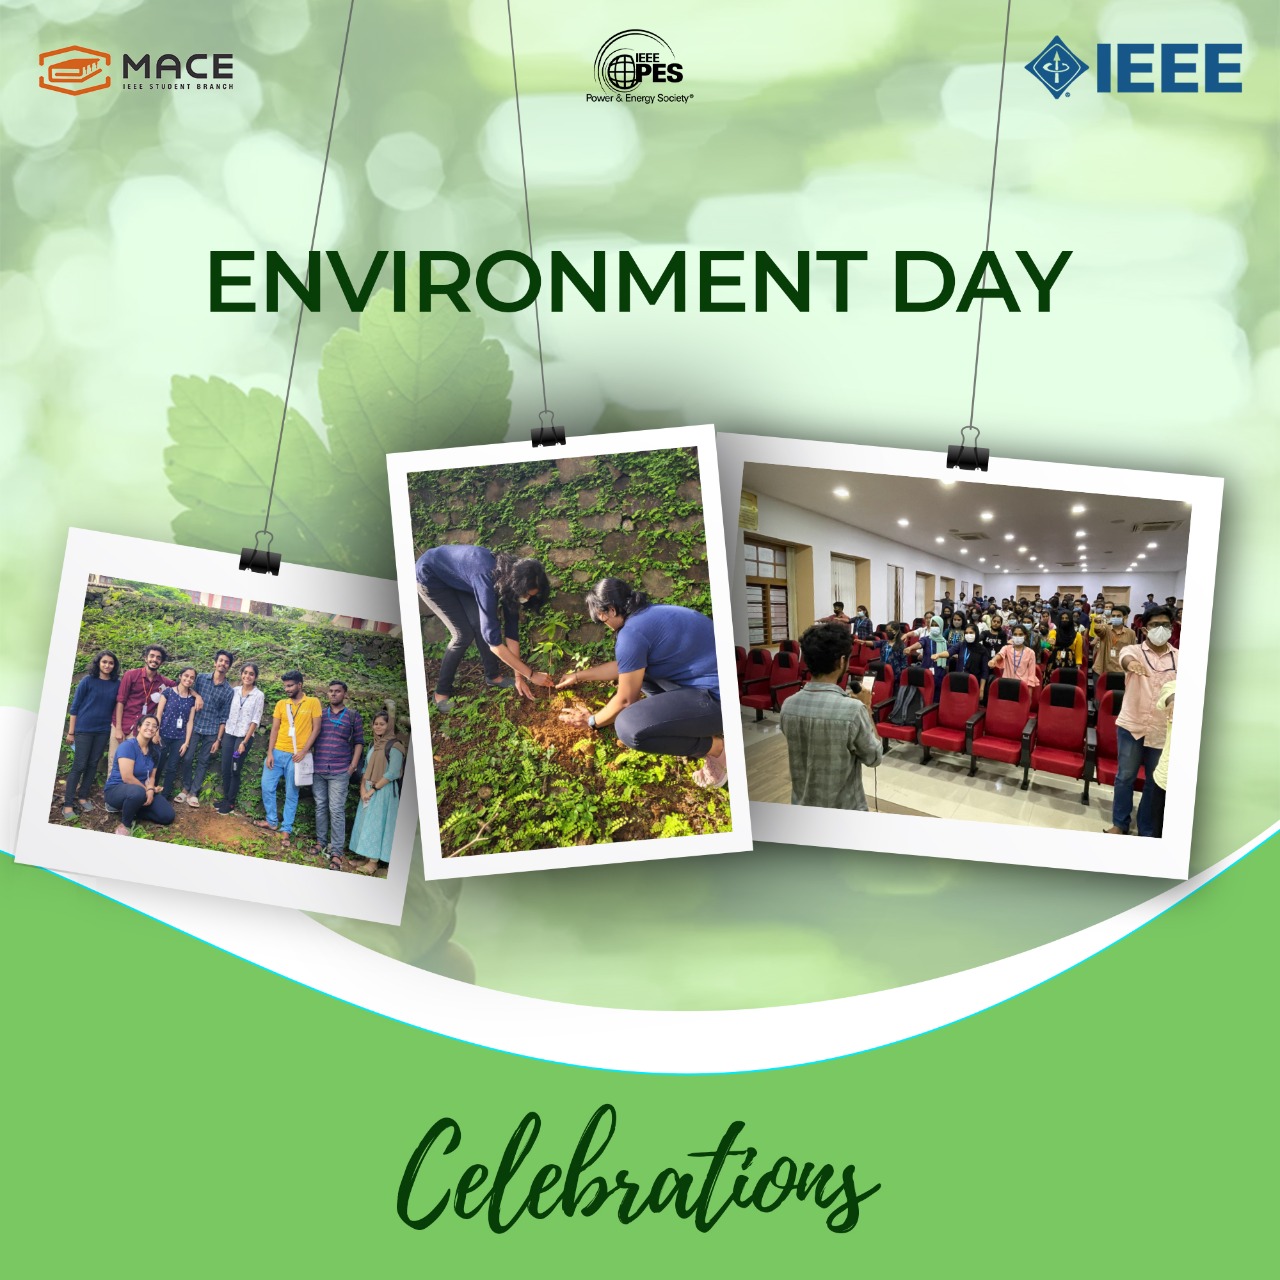 MACE
IEEE STUDENT BRANCH
IEEE
PES
Power & Energy Society®
IEEE
ENVIRONMENT DAY
Celebrations